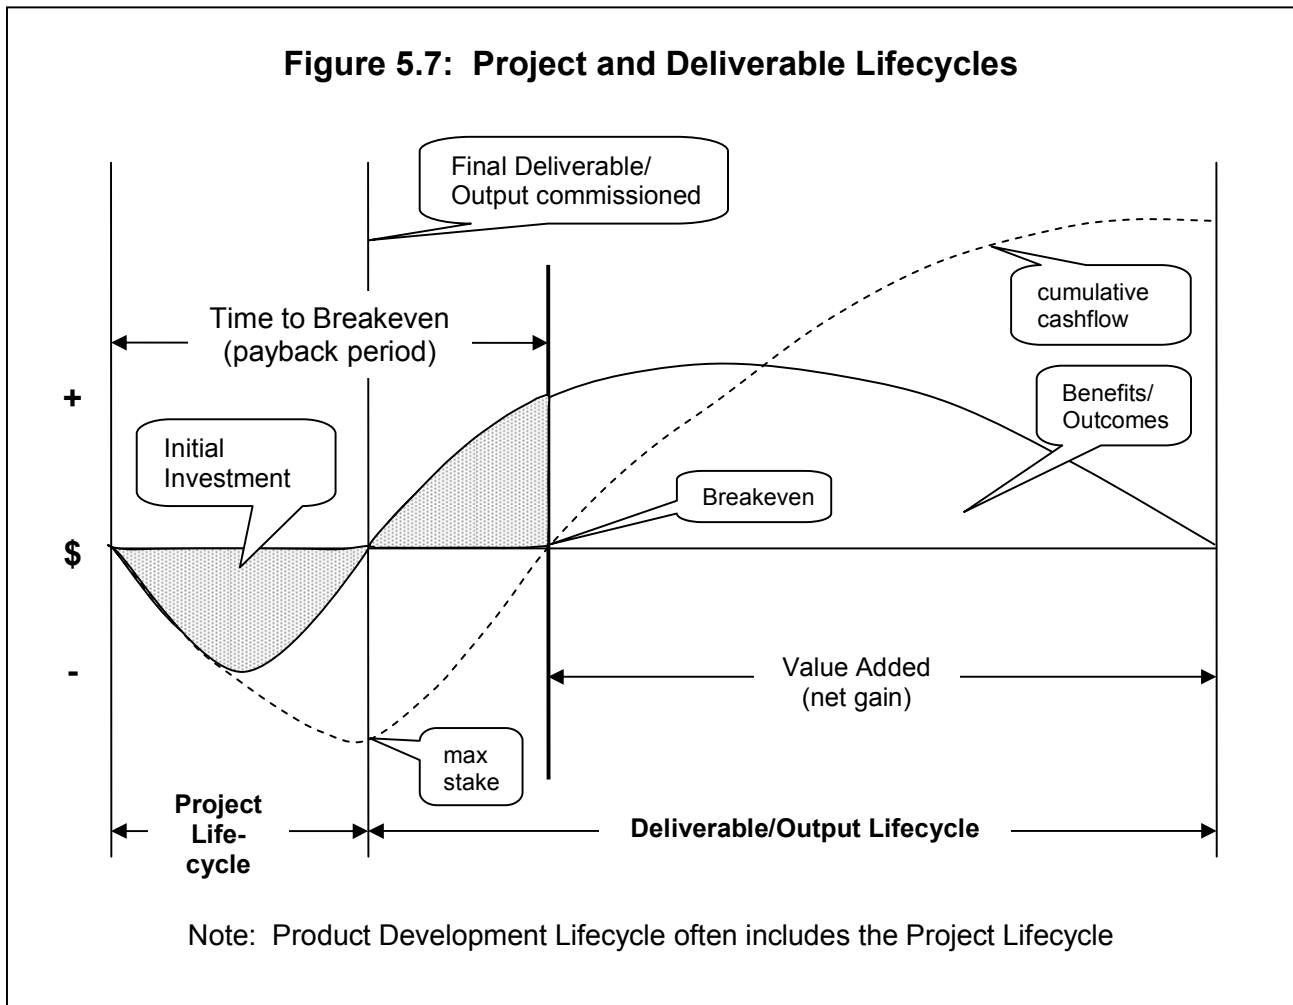 Figure 5.7:  Project and Deliverable Lifecycles
Final Deliverable/
Output commissioned
cumulative
cashflow
Time to Breakeven
(payback period)
+
Benefits/
Outcomes
Initial
Investment
Breakeven
$
-
Value Added
(net gain)
max
stake
Project
Life-
cycle
Deliverable/Output Lifecycle
Note:  Product Development Lifecycle often includes the Project Lifecycle